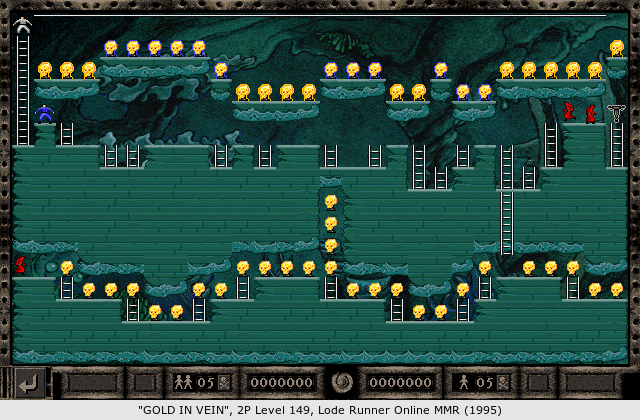 05 0000000 0000000 05
"GOLD IN VEIN", 2P Level 149, Lode Runner Online MMR (1995)